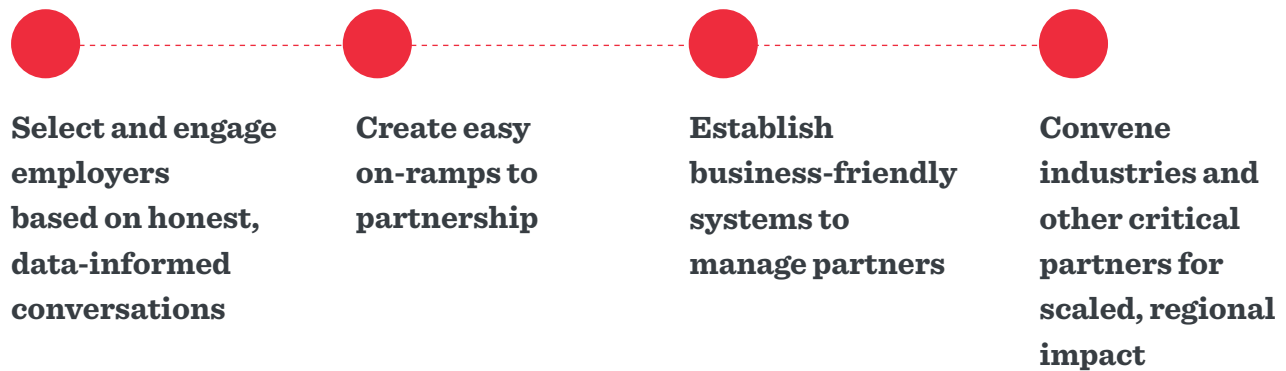 Select and engage
employers
based on honest,
data-informed
conversations
Create easy
on-ramps to
partnership
Establish
business-friendly
systems to
manage partners
Convene
industries and
other critical
partners for
scaled, regional
impact